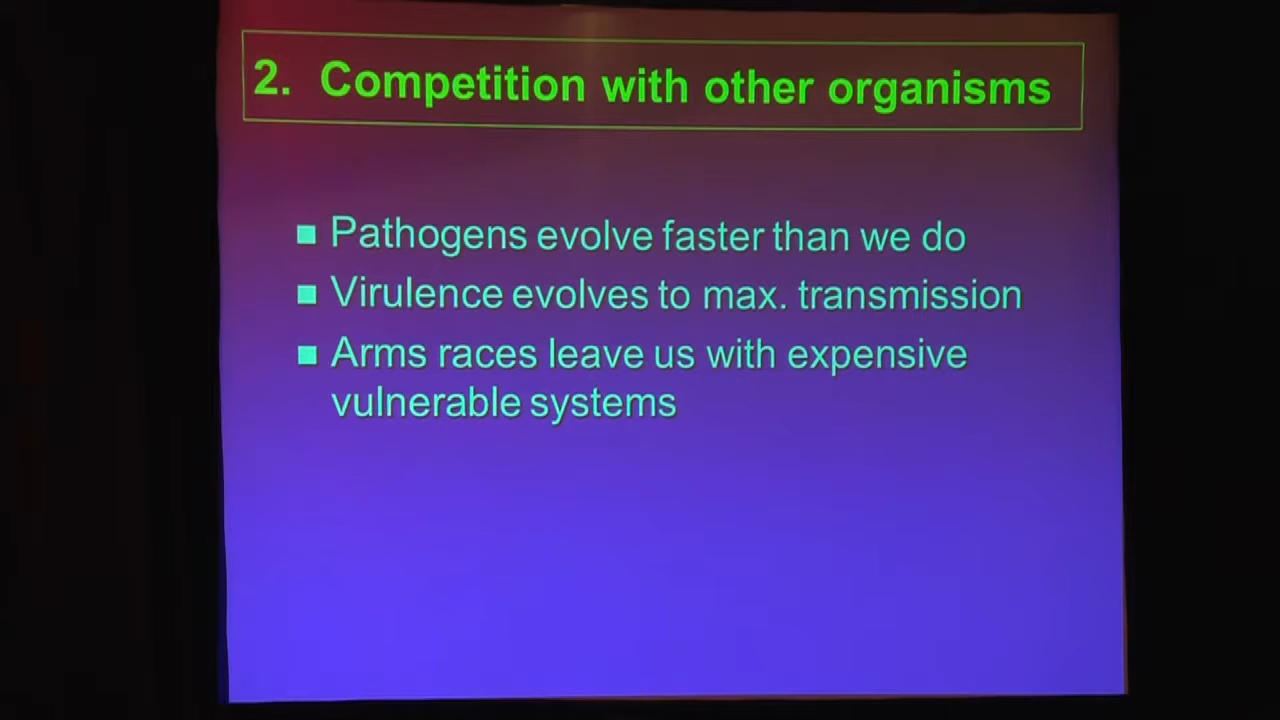 2. Competition with other organisms
■ Pathogens evolve faster than we do
■ Virulence evolves to max. transmission
■ Arms races leave us with expensive
vulnerable systems